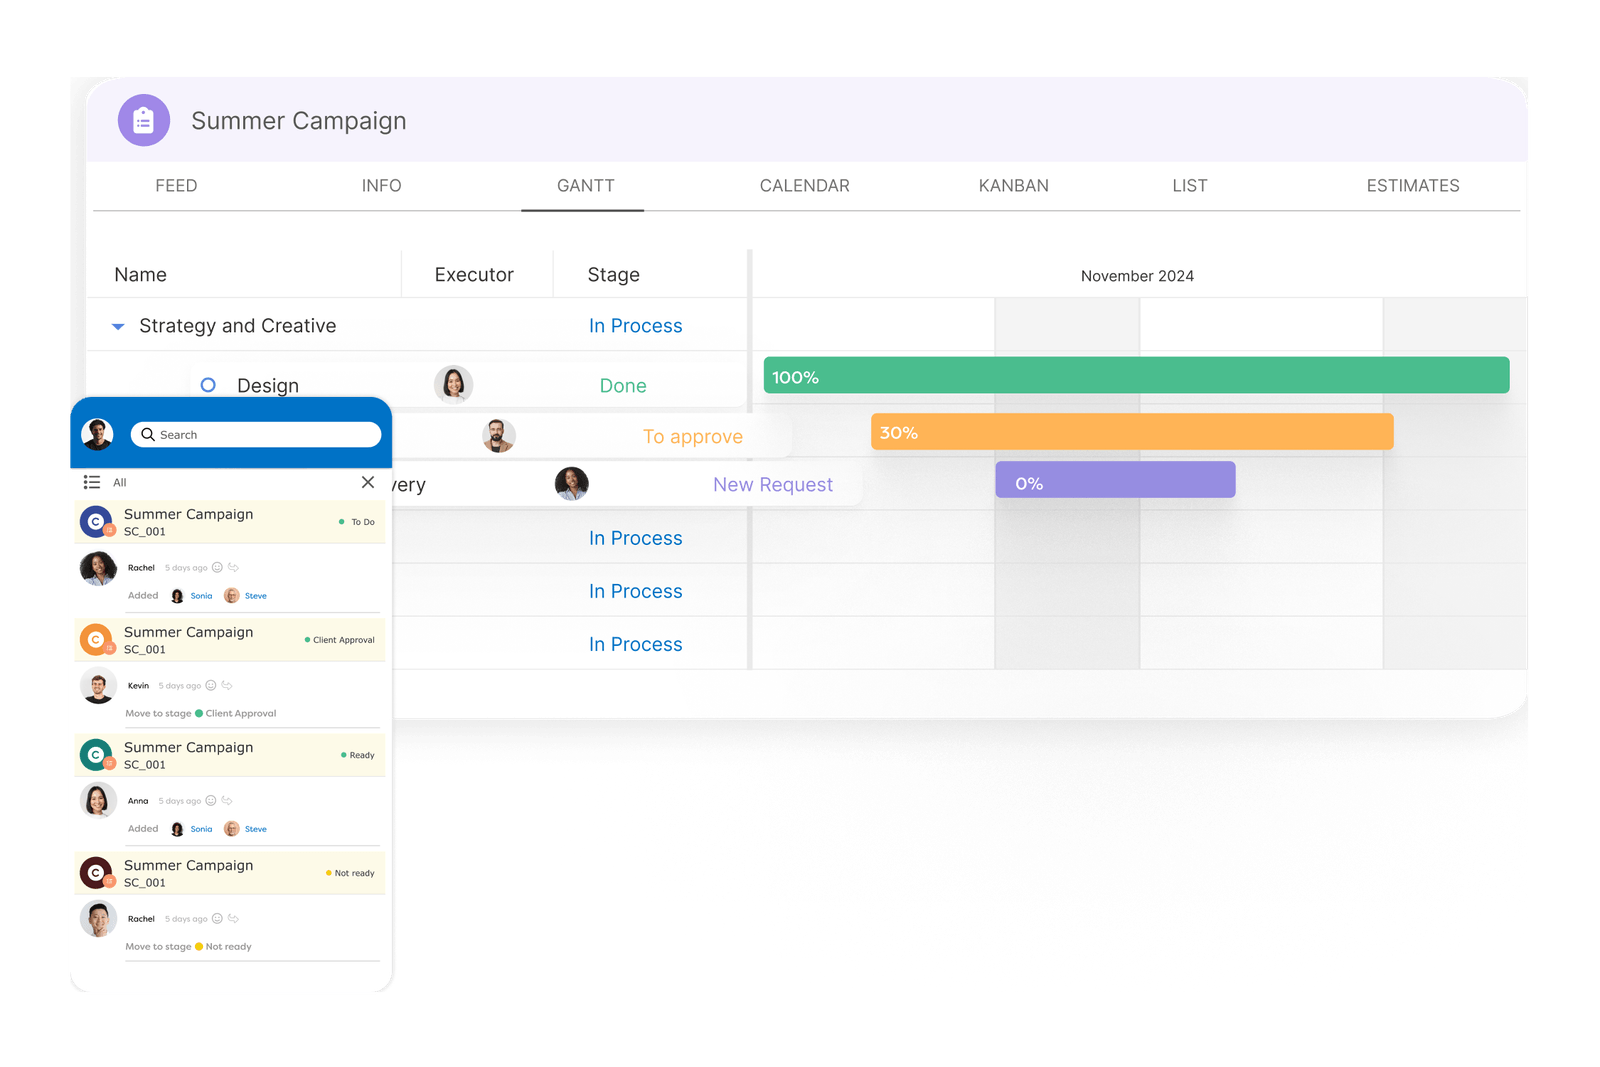 Summer Campaign
FEED INFO GANTT CALENDAR KANBAN LIST ESTIMATES
Name Executor Stage November 2024
Strategy and Creative In Process
Design Done 100%
To approve 30%
very New Request 0%
In Process
In Process
In Process
Search
All
Summer Campaign
SC_001
To Do
Rachel 5 days ago
Added Sonia Steve
Summer Campaign
SC_001
Client Approval
Kevin 5 days ago
Move to stage Client Approval
Summer Campaign
SC_001
Ready
Anna 5 days ago
Added Sonia Steve
Summer Campaign
SC_001
Not ready
Rachel 5 days ago
Move to stage Not ready